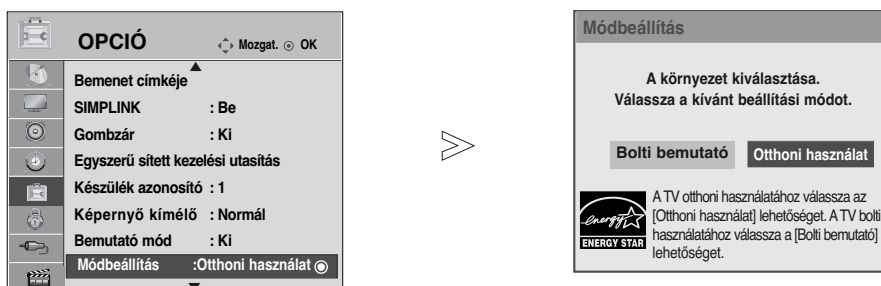 OPCIÓ
Mozgat. OK
Bemenet címkéje
SIMPLINK : Be
Gombzár : Ki
Egyszerű sített kezelési utasítás
Készülék azonosító : 1
Képernyő kímélő : Normál
Bemutató mód : Ki
Módbeállítás :Otthoni használat
Módbeállítás
A környezet kiválasztása.
Válassza a kívánt beállítási módot.
Bolti bemutató Otthoni használat
energy
ENERGY STAR
A TV otthoni használatához válassza az
[Otthoni használat] lehetőséget. A TV bolti
használatához válassza a [Bolti bemutató]
lehetőséget.